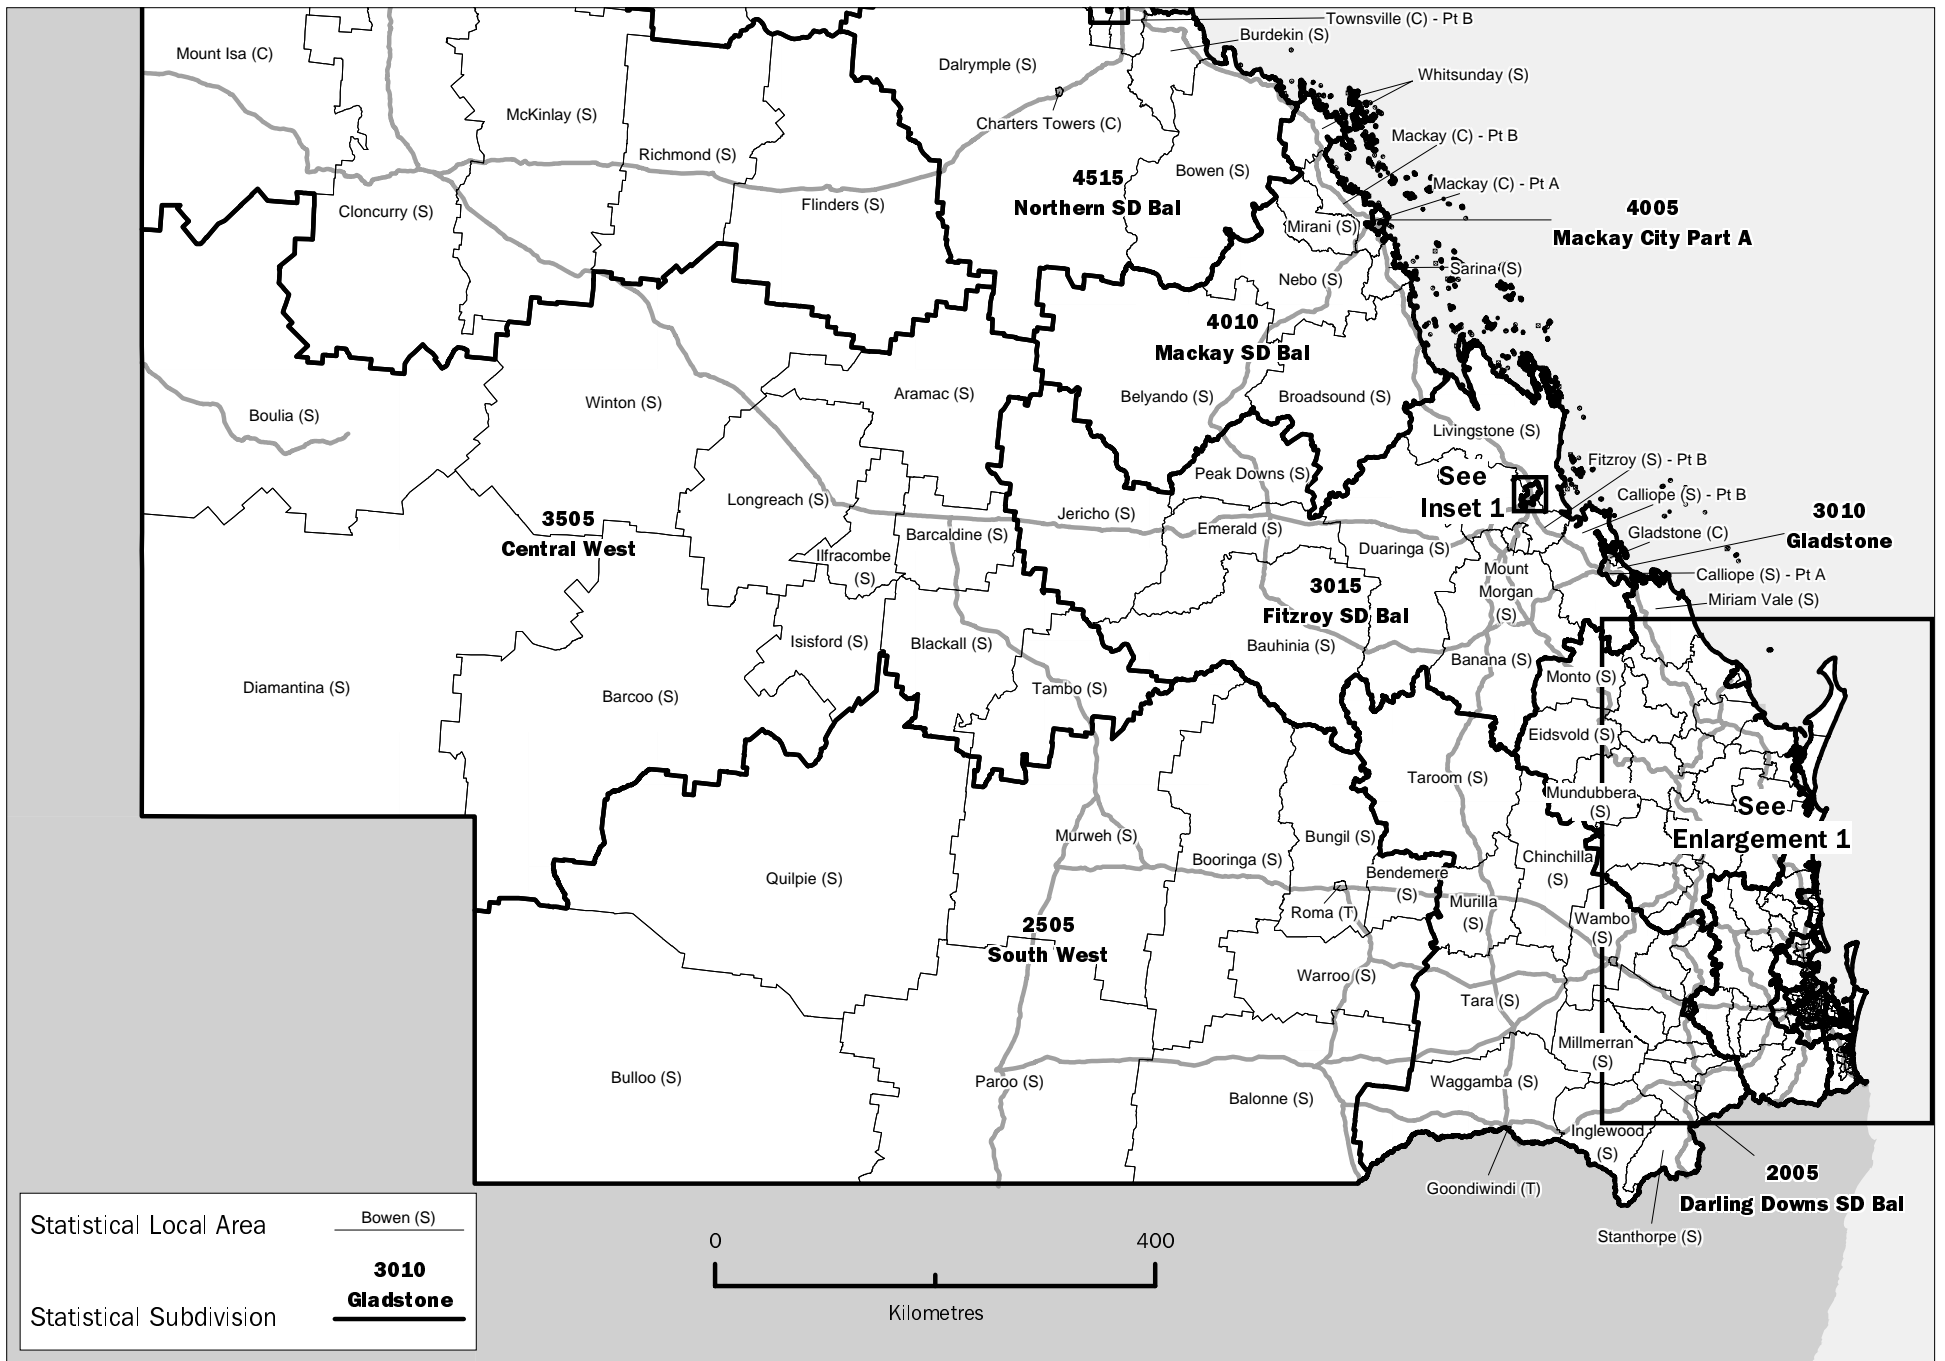 Townsville (C) - Pt B
Burdekin (S)
Mount Isa (C)
Dalrymple (S)
Whitsunday (S)
McKinlay (S)
Charters Towers (C)
Mackay (C) - Pt B
Richmond (S)
Bowen (S)
4515
Northern SD Bal
Mackay (C) - Pt A
Cloncurry (S)
Flinders (S)
4005
Mackay City Part A
Mirani (S)
Sarina (S)
Nebo (S)
4010
Mackay SD Bal
Winton (S)
Aramac (S)
Belyando (S)
Broadsound (S)
Boulia (S)
Livingstone (S)
Fitzroy (S) - Pt B
Peak Downs (S)
See
Inset 1
Calliope (S) - Pt B
Longreach (S)
Jericho (S)
3505
Central West
3010
Gladstone
Emerald (S)
Gladstone (C)
Barcaldine (S)
Duaringa (S)
Ilfracombe
(S)
Mount
Morgan
(S)
Calliope (S) - Pt A
3015
Fitzroy SD Bal
Miriam Vale (S)
Isisford (S)
Blackall (S)
Bauhinia (S)
Banana (S)
Monto (S)
Diamantina (S)
Barcoo (S)
Tambo (S)
Eidsvold (S)
Taroom (S)
Mundubbera
(S)
See
Enlargement 1
Murweh (S)
Bungil (S)
Booringa (S)
Chinchilla
(S)
Quilpie (S)
Bendemere
(S)
Murilla
(S)
Roma (T)
Wambo
(S)
2505
South West
Warroo (S)
Tara (S)
Millmerran
(S)
Bulloo (S)
Paroo (S)
Balonne (S)
Waggamba (S)
Inglewood
(S)
Goondiwindi (T)
2005
Darling Downs SD Bal
Stanthorpe (S)
Statistical Local Area
Bowen (S)
3010
Gladstone
Statistical Subdivision
0 400
Kilometres